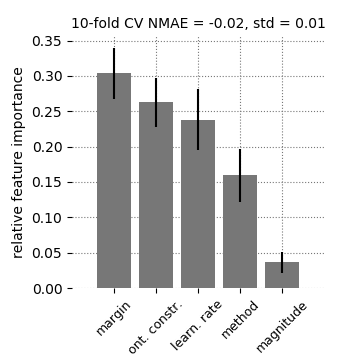 10-fold CV NMAE = -0.02, std = 0.01
relative feature importance
0.35
0.30
0.25
0.20
0.15
0.10
0.05
0.00
margin
ont. constr.
learn. rate
method
magnitude